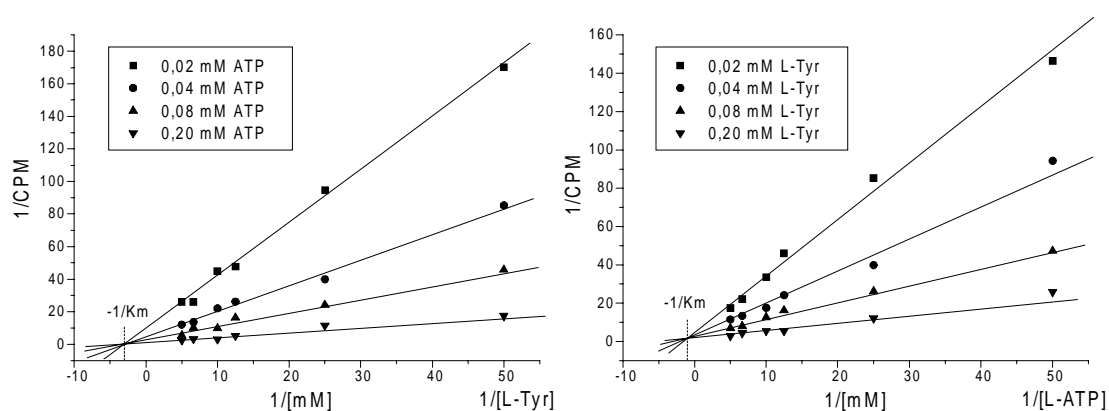 1/CPM
180
160
140
120
100
80
60
40
20
0
0,02 mM ATP
0,04 mM ATP
0,08 mM ATP
0,20 mM ATP
-1/Km
-10 0 10 20 30 40 50
1/[mM] 1/[L-Tyr]
1/CPM
160
140
120
100
80
60
40
20
0
0,02 mM L-Tyr
0,04 mM L-Tyr
0,08 mM L-Tyr
0,20 mM L-Tyr
-1/Km
-10 0 10 20 30 40 50
1/[mM] 1/[L-ATP]